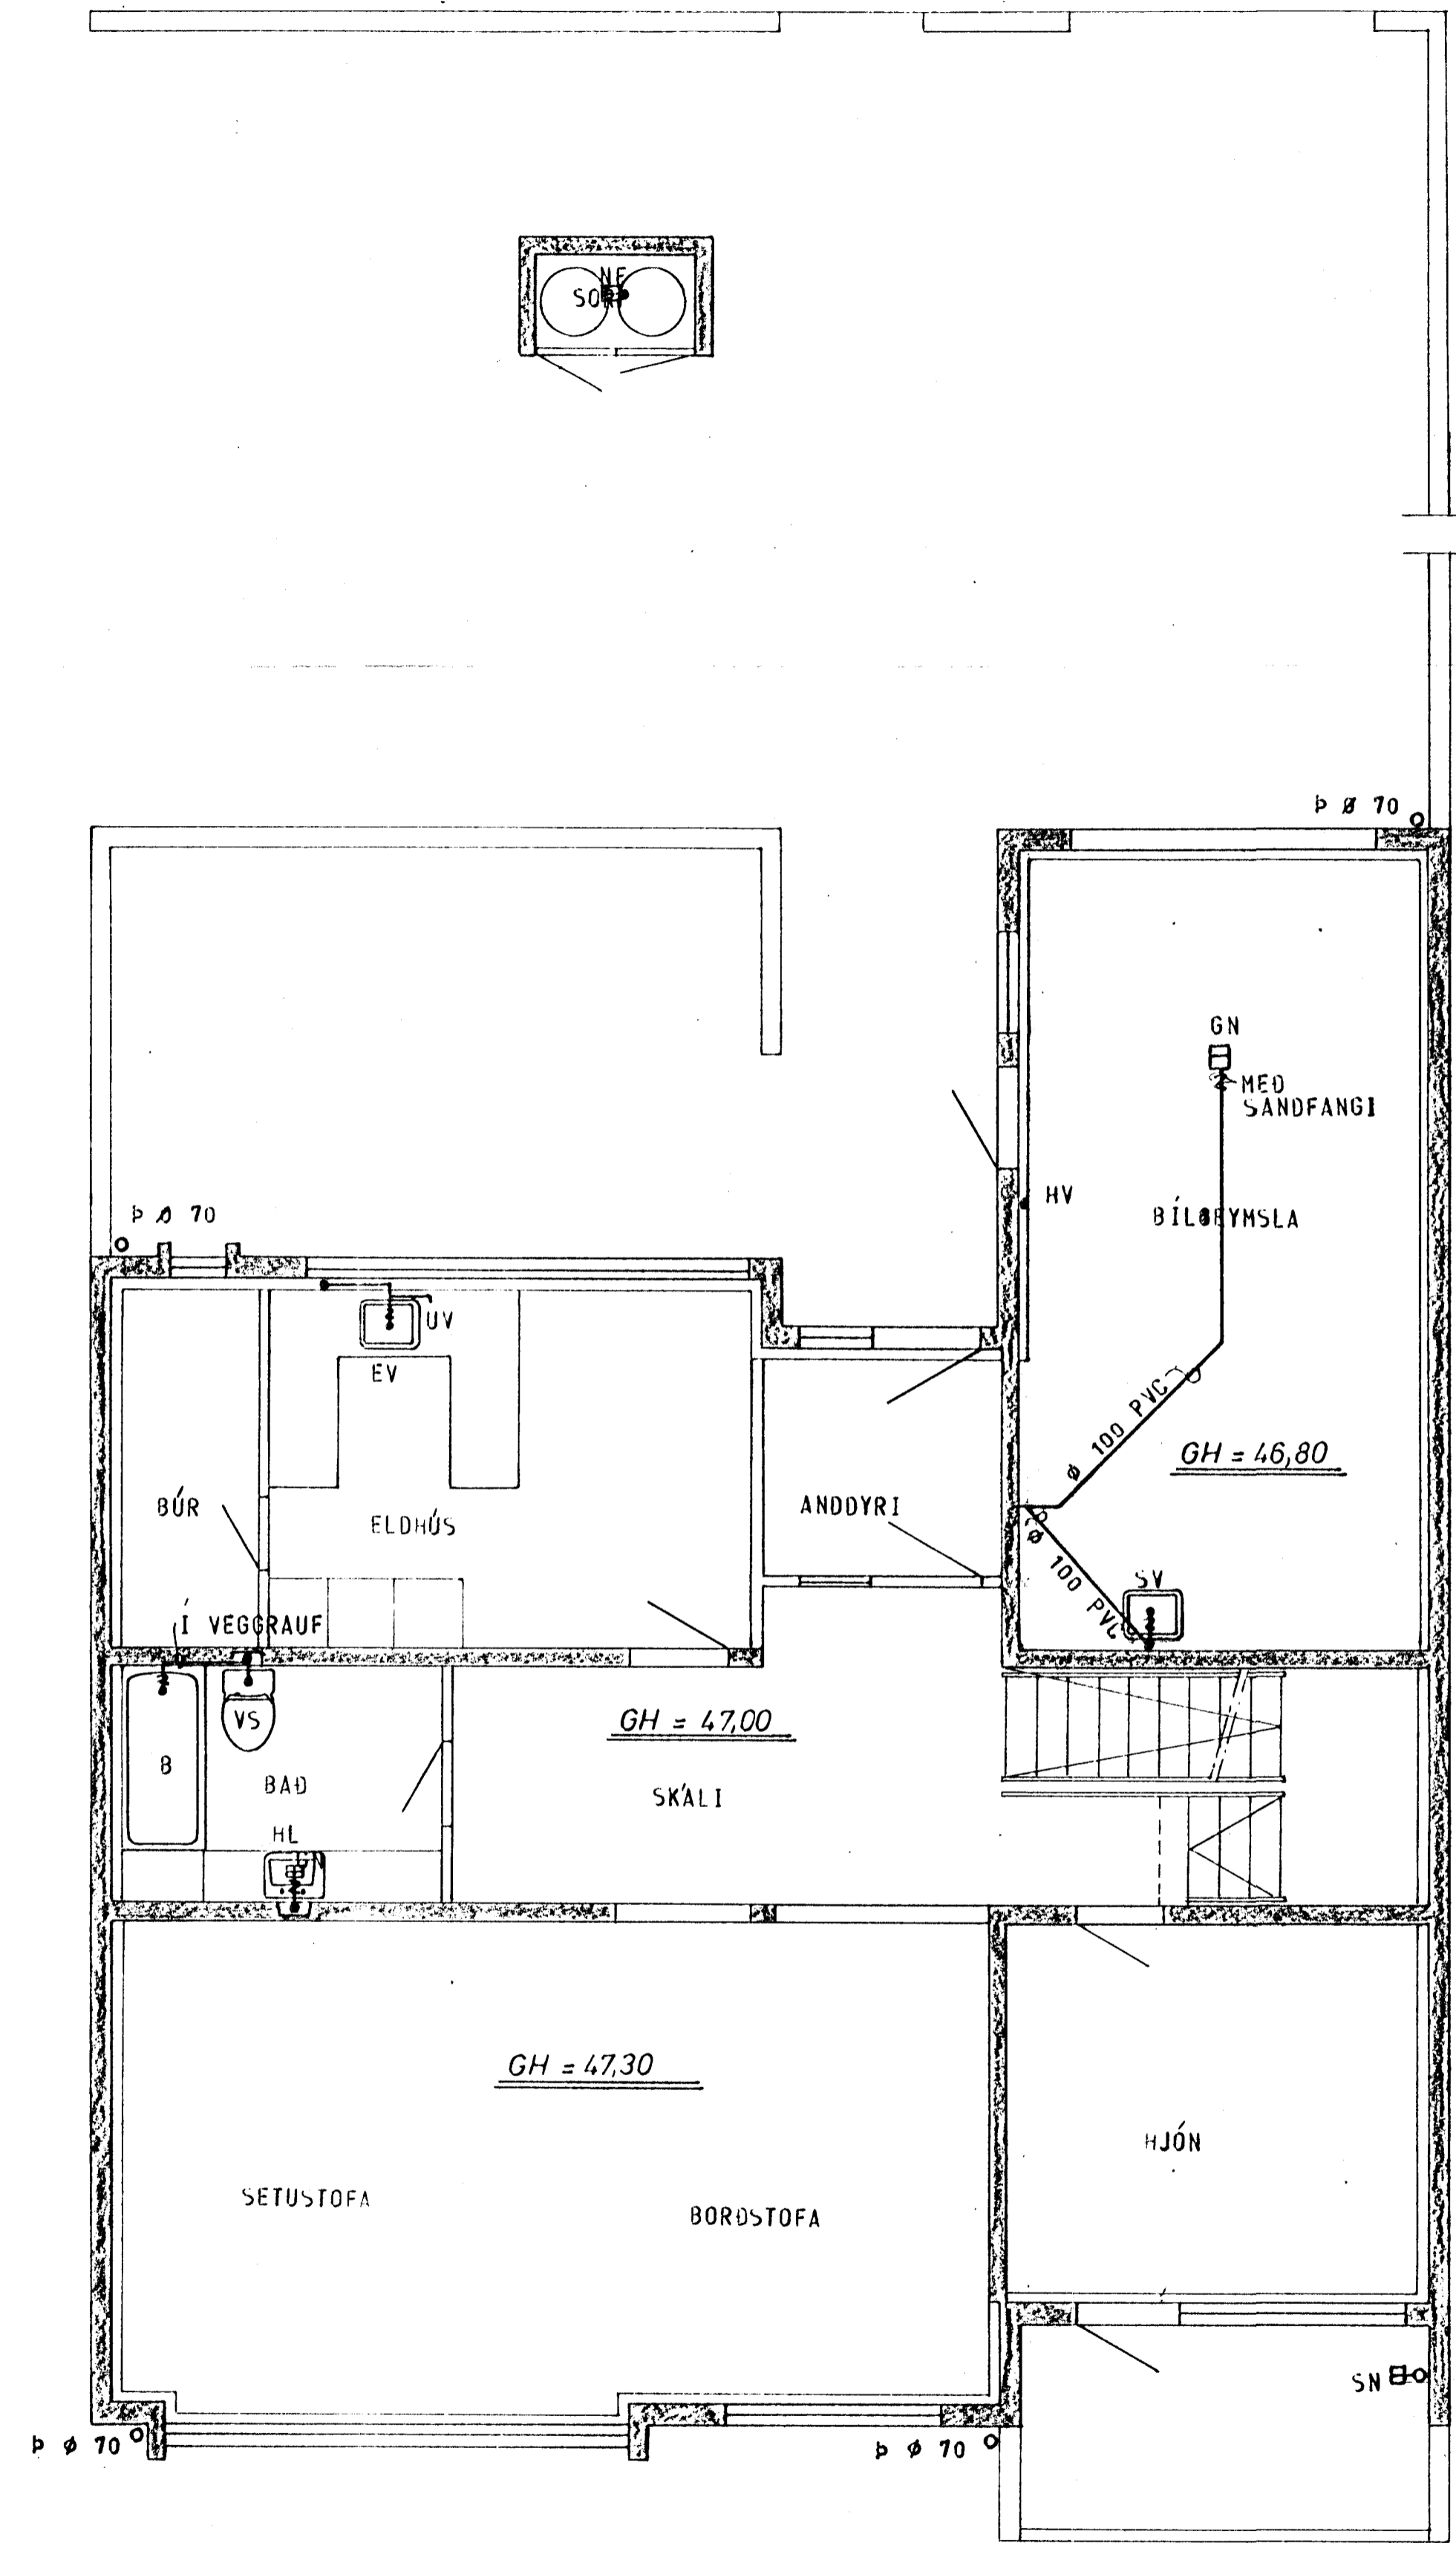 NF
SORP
Þ Ø 70
GN
MEÐ
SANDFANGI
HV
BÍLGEYMSLA
Þ Ø 70
UV
EV
Ø 100 PVC
GH = 46,80
BÚR
ELDHÚS
ANDDYRI
Ø 100 PVC
SV
Í VEGGRAUF
VS
B
BAÐ
HL
GH = 47,00
SKÁLI
GH = 47,30
HJÓN
SETUSTOFA
BORÐSTOFA
SN
Þ Ø 70
Þ Ø 70